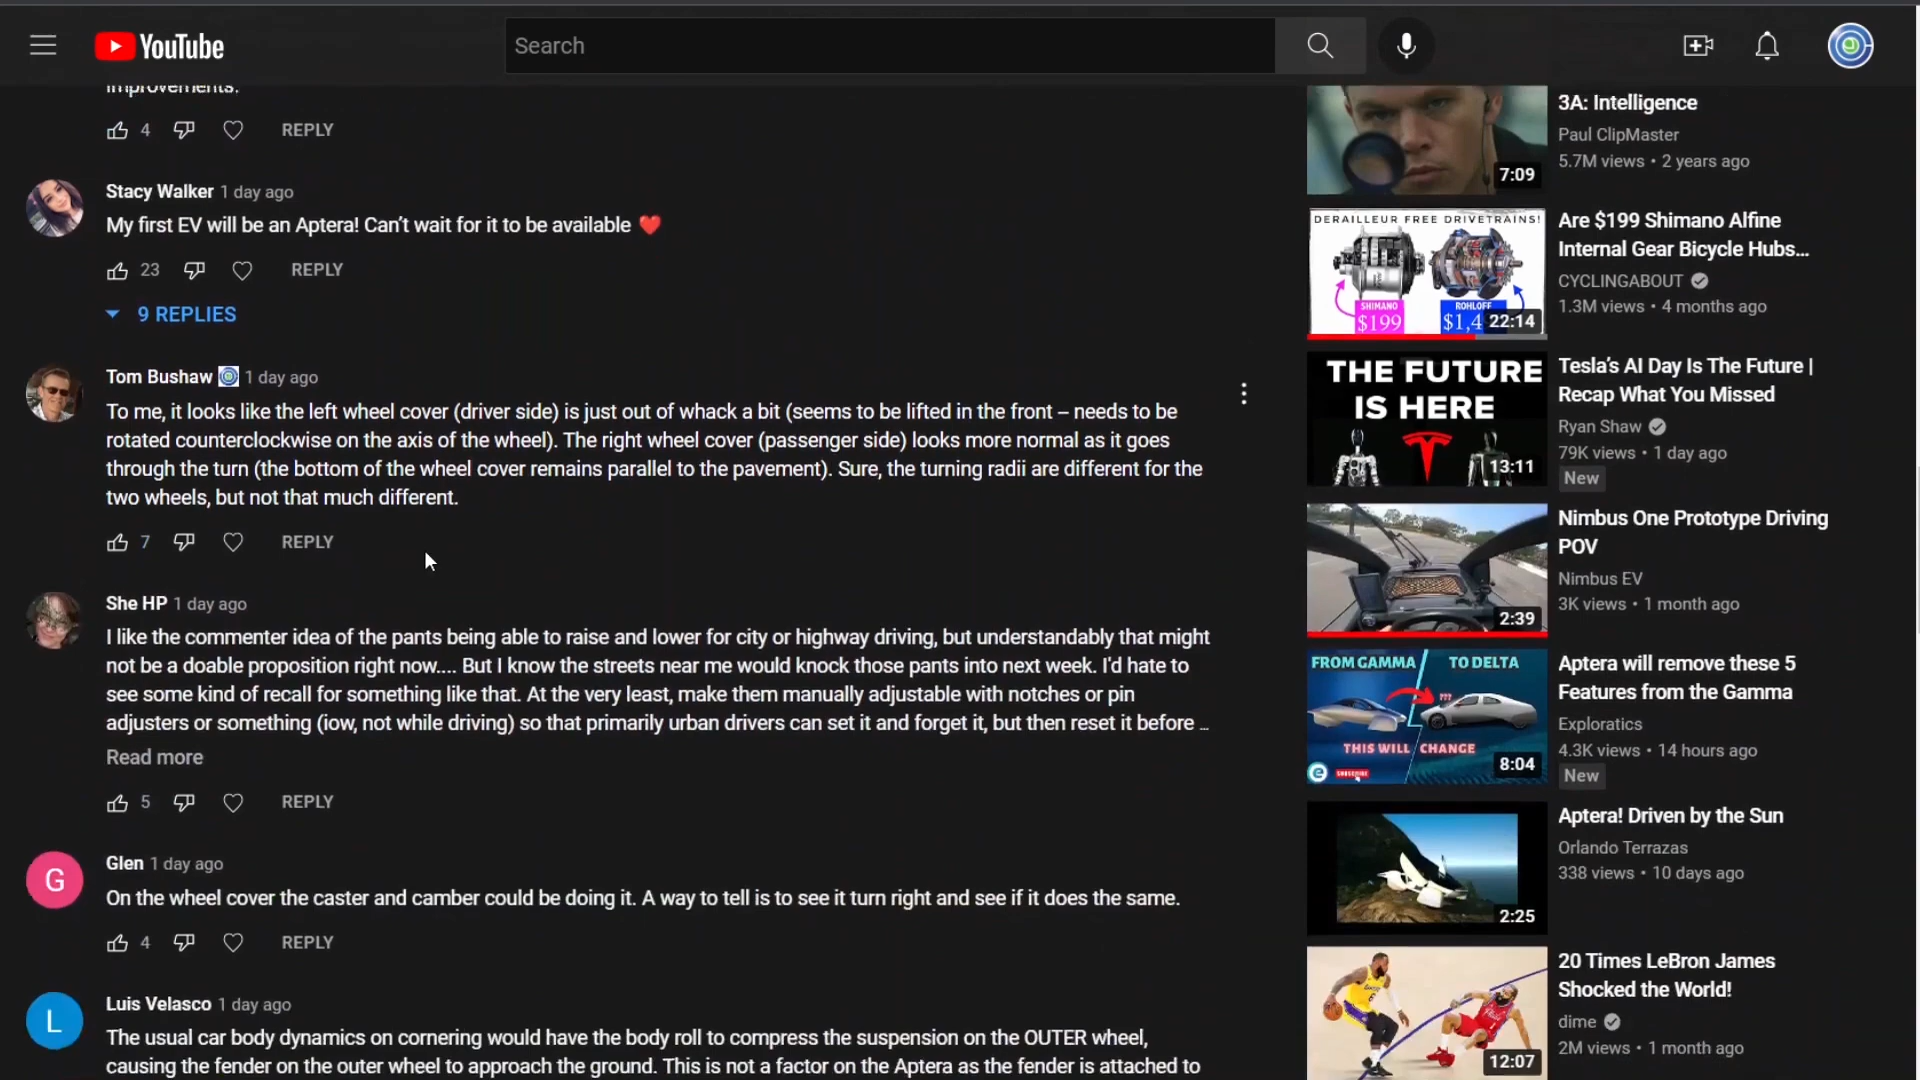 YouTube
Search
improvements.
4
REPLY
Stacy Walker 1 day ago
My first EV will be an Aptera! Can't wait for it to be available ❤️
23
REPLY
9 REPLIES
Tom Bushaw 1 day ago
To me, it looks like the left wheel cover (driver side) is just out of whack a bit (seems to be lifted in the front – needs to be
rotated counterclockwise on the axis of the wheel). The right wheel cover (passenger side) looks more normal as it goes
through the turn (the bottom of the wheel cover remains parallel to the pavement). Sure, the turning radii are different for the
two wheels, but not that much different.
7
REPLY
She HP 1 day ago
I like the commenter idea of the pants being able to raise and lower for city or highway driving, but understandably that might
not be a doable proposition right now.... But I know the streets near me would knock those pants into next week. I'd hate to
see some kind of recall for something like that. At the very least, make them manually adjustable with notches or pin
adjusters or something (iow, not while driving) so that primarily urban drivers can set it and forget it, but then reset it before ...
Read more
5
REPLY
G
Glen 1 day ago
On the wheel cover the caster and camber could be doing it. A way to tell is to see it turn right and see if it does the same.
4
REPLY
L
Luis Velasco 1 day ago
The usual car body dynamics on cornering would have the body roll to compress the suspension on the OUTER wheel,
causing the fender on the outer wheel to approach the ground. This is not a factor on the Aptera as the fender is attached to
7:09
3A: Intelligence
Paul ClipMaster
5.7M views • 2 years ago
DERAILLEUR FREE DRIVETRAINS!
SHIMANO
$199
ROHLOFF
$1,4
22:14
Are $199 Shimano Alfine
Internal Gear Bicycle Hubs...
CYCLINGABOUT
1.3M views • 4 months ago
THE FUTURE
IS HERE
13:11
Tesla's AI Day Is The Future |
Recap What You Missed
Ryan Shaw
79K views • 1 day ago
New
2:39
Nimbus One Prototype Driving
POV
Nimbus EV
3K views • 1 month ago
FROM GAMMA
TO DELTA
???
THIS WILL CHANGE
SUBSCRIBE
8:04
Aptera will remove these 5
Features from the Gamma
Exploratics
4.3K views • 14 hours ago
New
2:25
Aptera! Driven by the Sun
Orlando Terrazas
338 views • 10 days ago
12:07
20 Times LeBron James
Shocked the World!
dime
2M views • 1 month ago